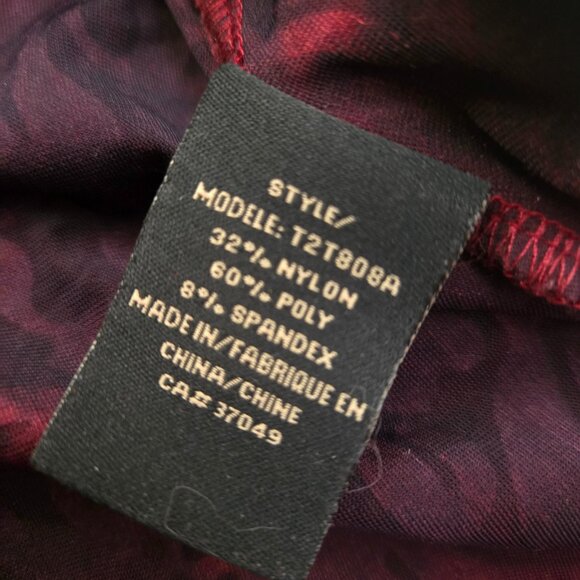 STYLE/
MODELE: T2T808A
32% NYLON
60% POLY
8% SPANDEX
MADE IN/FABRIQUE EN
CHINA/CHINE
CA# 37049